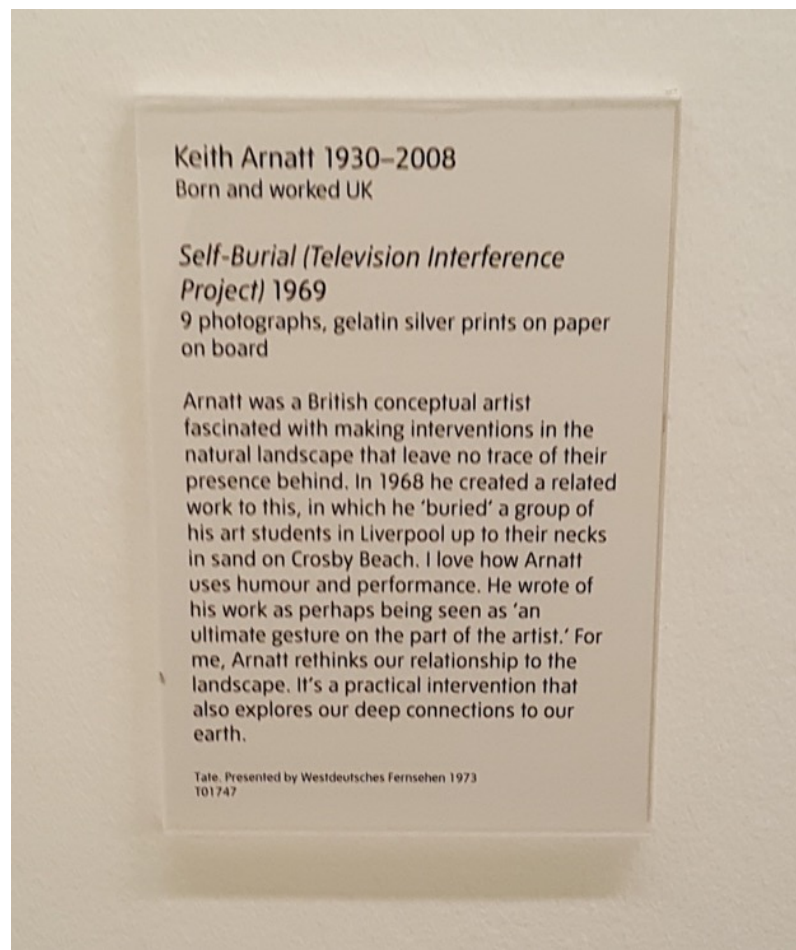 Keith Arnatt 1930–2008
Born and worked UK
Self-Burial (Television Interference
Project) 1969
9 photographs, gelatin silver prints on paper
on board
Arnatt was a British conceptual artist
fascinated with making interventions in the
natural landscape that leave no trace of their
presence behind. In 1968 he created a related
work to this, in which he ‘buried’ a group of
his art students in Liverpool up to their necks
in sand on Crosby Beach. I love how Arnatt
uses humour and performance. He wrote of
his work as perhaps being seen as ‘an
ultimate gesture on the part of the artist.’ For
me, Arnatt rethinks our relationship to the
landscape. It’s a practical intervention that
also explores our deep connections to our
earth.
Tate. Presented by Westdeutsches Fernsehen 1973
T01747